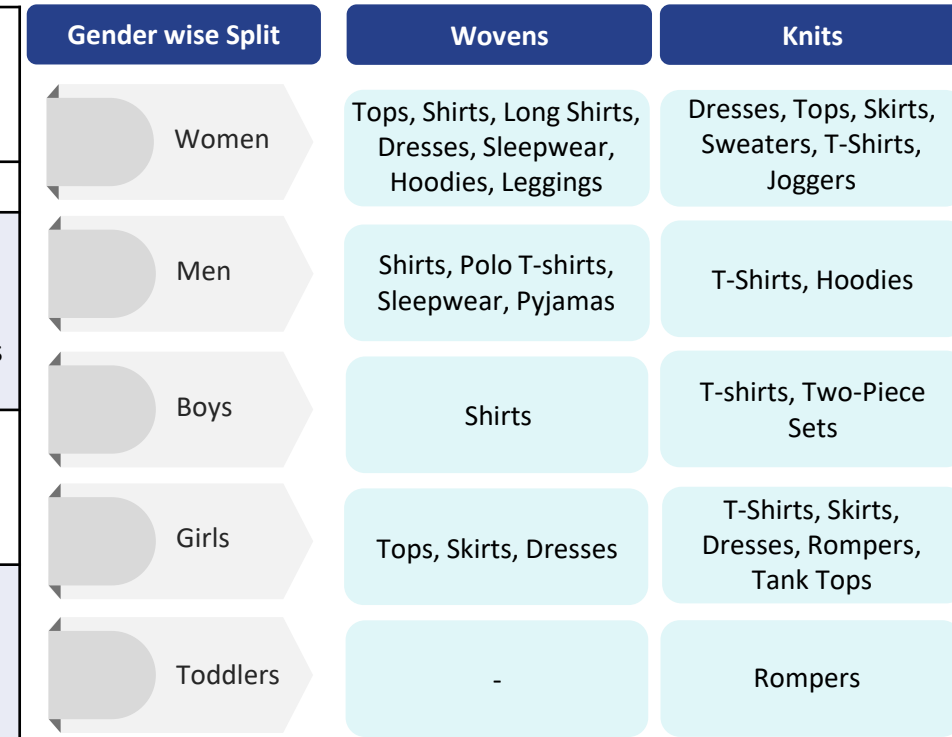 Gender wise Split
Wovens
Knits
Women
Tops, Shirts, Long Shirts,
Dresses, Sleepwear,
Hoodies, Leggings
Dresses, Tops, Skirts,
Sweaters, T-Shirts,
Joggers
Men
Shirts, Polo T-shirts,
Sleepwear, Pyjamas
T-Shirts, Hoodies
s
Boys
Shirts
T-shirts, Two-Piece
Sets
Girls
Tops, Skirts, Dresses
T-Shirts, Skirts,
Dresses, Rompers,
Tank Tops
Toddlers
-
Rompers